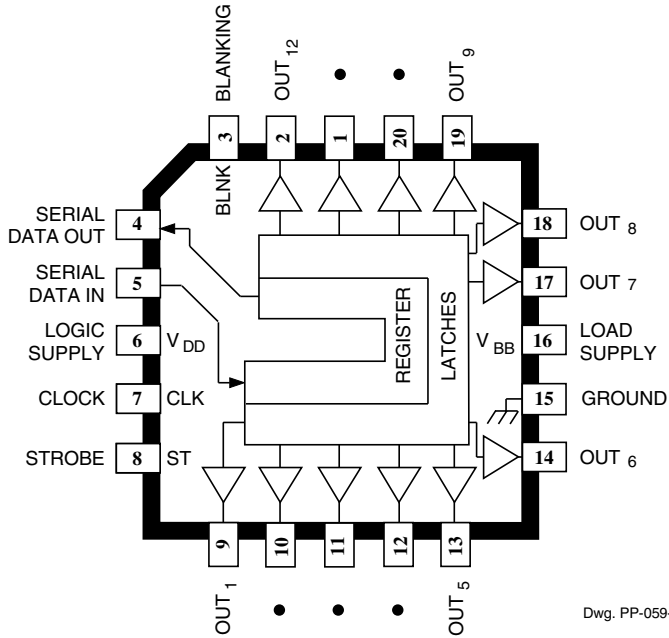 BLANKING
OUT 12
OUT 9
3
2
1
20
19
BLNK
SERIAL
DATA OUT
4
18
OUT 8
SERIAL
DATA IN
5
17
OUT 7
LOGIC
SUPPLY
6
V DD
REGISTER
LATCHES
V BB
16
LOAD
SUPPLY
CLOCK
7
CLK
15
GROUND
STROBE
8
ST
14
OUT 6
9
10
11
12
13
OUT 1
OUT 5
Dwg. PP-059-